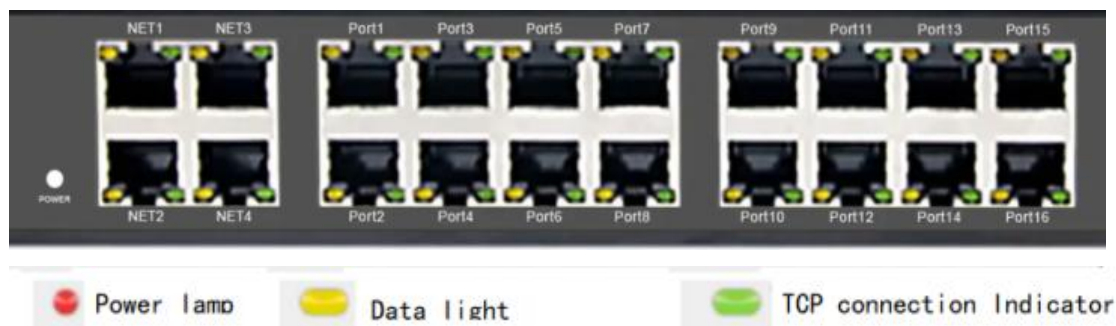 NET1 NET3 Port1 Port3 Port5 Port7 Port9 Port11 Port13 Port15
POWER
NET2 NET4 Port2 Port4 Port6 Port8 Port10 Port12 Port14 Port16
Power lamp Data light TCP connection Indicator